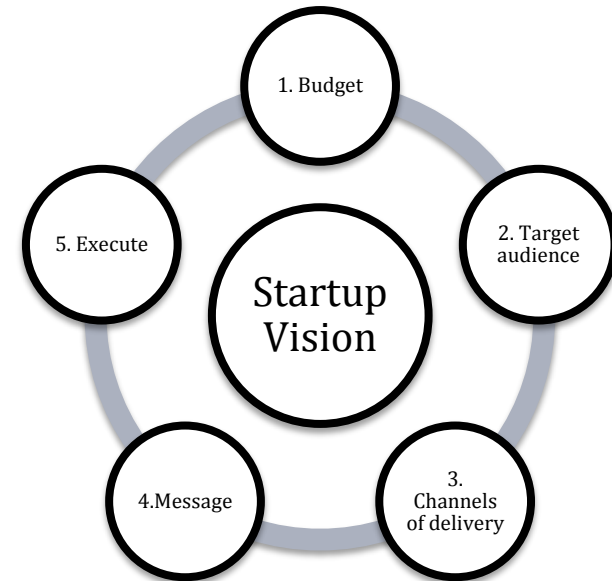 1. Budget
2. Target
audience
3.
Channels
of delivery
4.Message
5. Execute
Startup
Vision